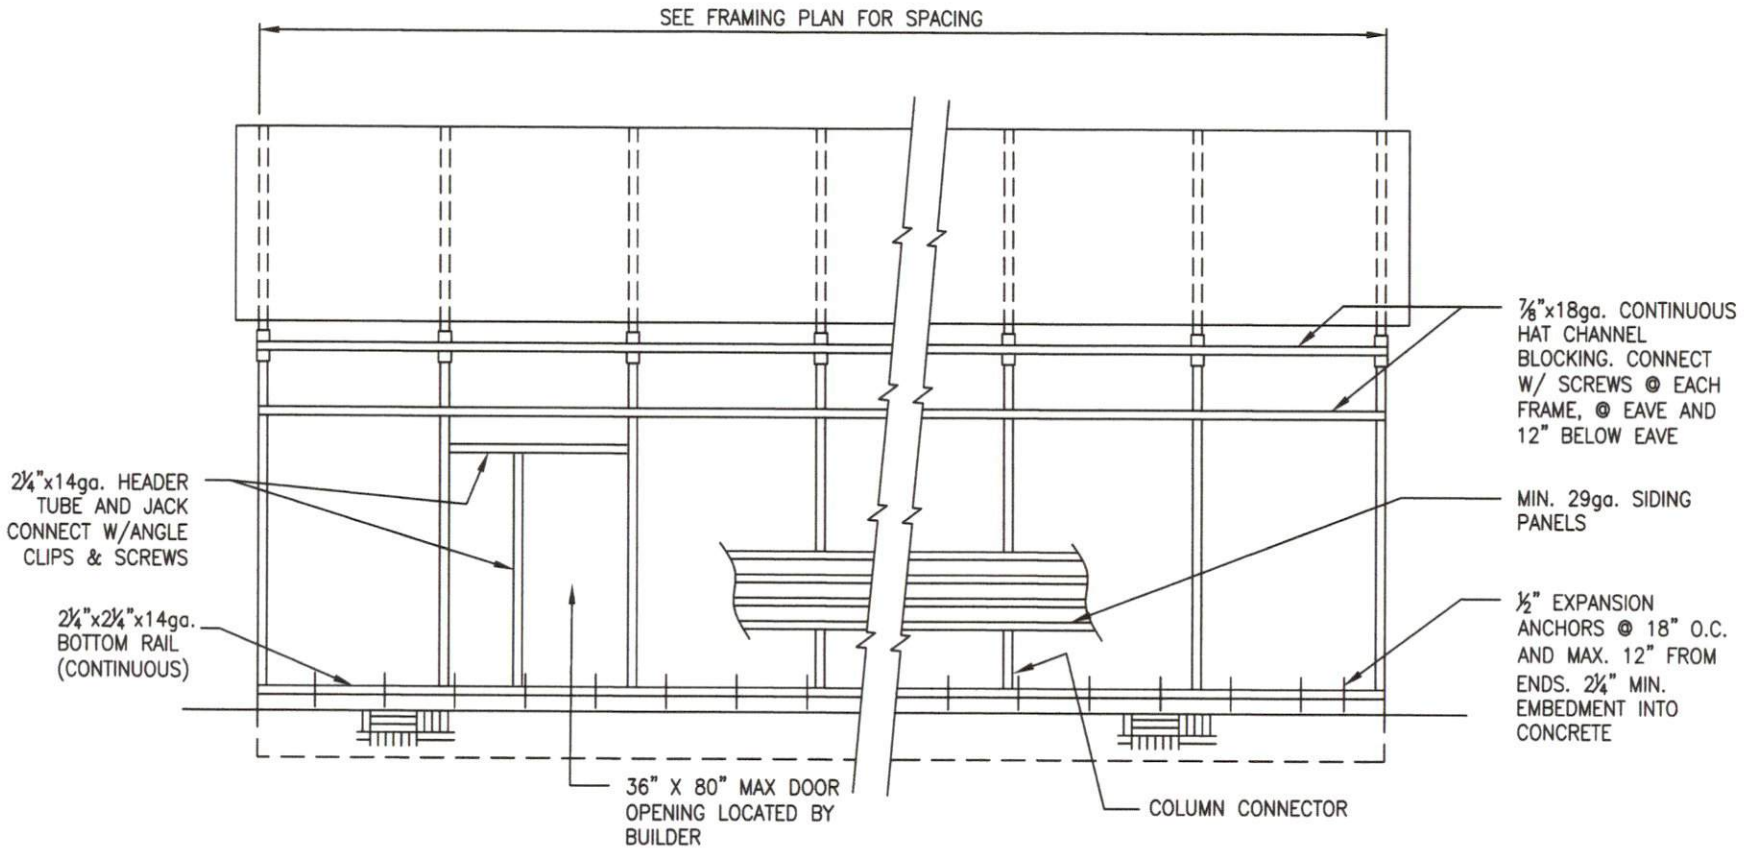 SEE FRAMING PLAN FOR SPACING
⅞"x18ga. CONTINUOUS
HAT CHANNEL
BLOCKING. CONNECT
W/ SCREWS @ EACH
FRAME, @ EAVE AND
12" BELOW EAVE
2¼"x14ga. HEADER
TUBE AND JACK
CONNECT W/ANGLE
CLIPS & SCREWS
MIN. 29ga. SIDING
PANELS
2¼"x2¼"x14ga.
BOTTOM RAIL
(CONTINUOUS)
½" EXPANSION
ANCHORS @ 18" O.C.
AND MAX. 12" FROM
ENDS. 2¼" MIN.
EMBEDMENT INTO
CONCRETE
36" X 80" MAX DOOR
OPENING LOCATED BY
BUILDER
COLUMN CONNECTOR